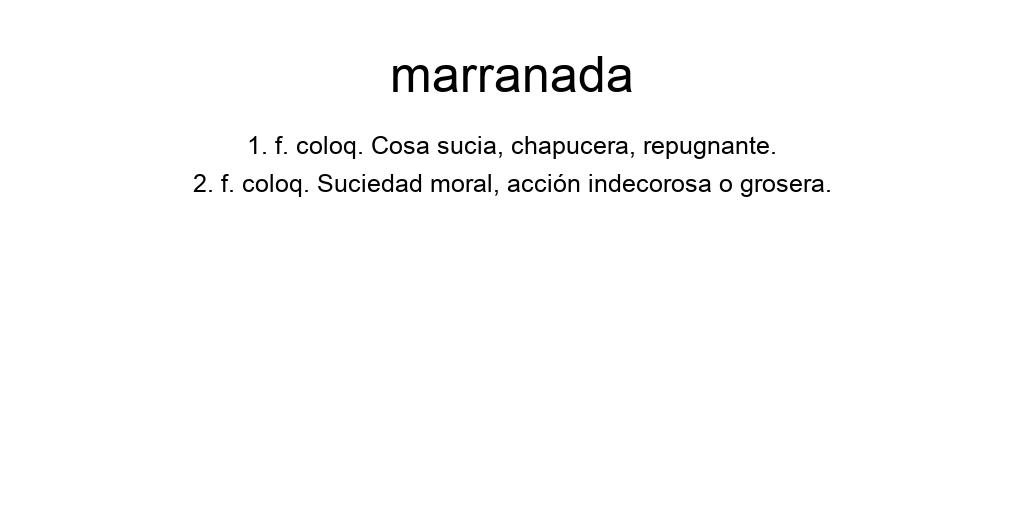 marranada
1. f. coloq. Cosa sucia, chapucera, repugnante.
2. f. coloq. Suciedad moral, acción indecorosa o grosera.